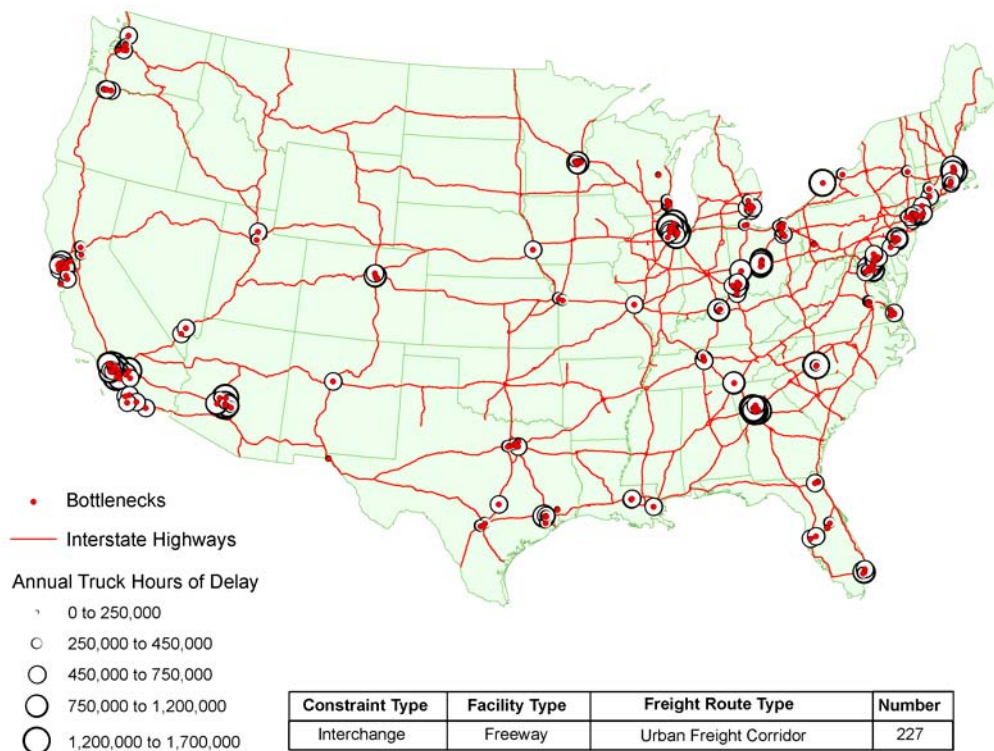 Bottlenecks
Interstate Highways
Annual Truck Hours of Delay
0 to 250,000
250,000 to 450,000
450,000 to 750,000
750,000 to 1,200,000
1,200,000 to 1,700,000
Constraint Type Facility Type Freight Route Type Number
Interchange Freeway Urban Freight Corridor 227